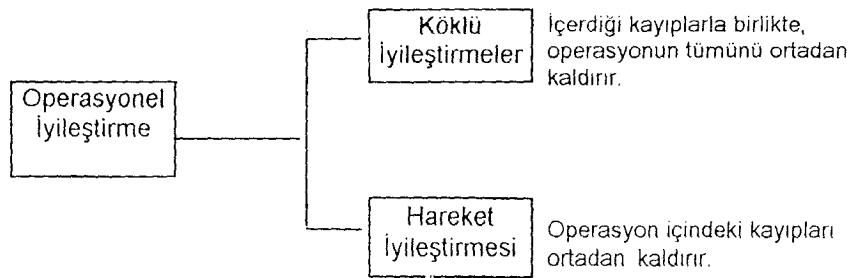 Operasyonel
İyileştirme
Köklü
İyileştirmeler
İçerdiği kayıplarla birlikte,
operasyonun tümünü ortadan
kaldırır.
Hareket
İyileştirmesi
Operasyon içindeki kayıpları
ortadan kaldırır.